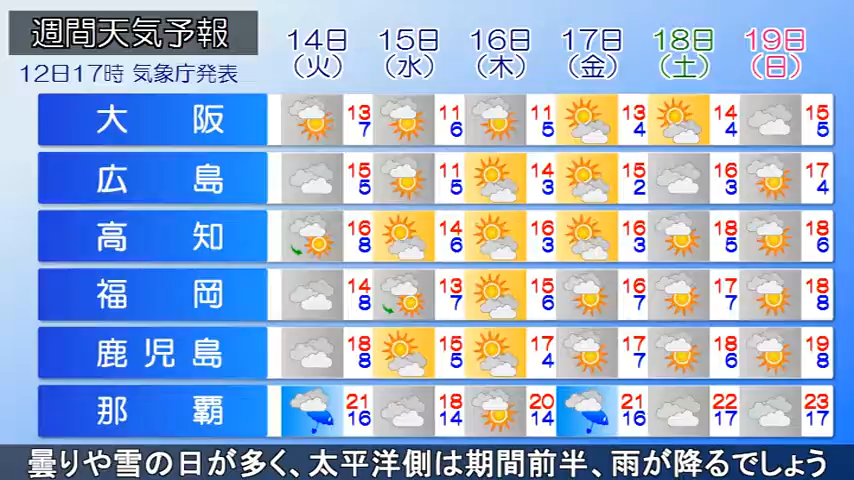 週間天気予報
12日17時 気象庁発表
14日 15日 16日 17日 18日 19日
(火) (水) (木) (金) (土) (日)
大阪 13 7 11 6 11 5 13 4 14 4 15 5
広島 15 5 11 5 14 3 15 2 16 3 17 4
高知 16 8 14 6 16 3 16 3 18 5 18 6
福岡 14 8 13 7 15 6 16 7 17 7 18 8
鹿児島 18 8 15 5 17 4 17 7 18 6 19 8
那覇 21 16 18 14 20 14 21 16 22 17 23 17
曇りや雪の日が多く、太平洋側は期間前半、雨が降るでしょう